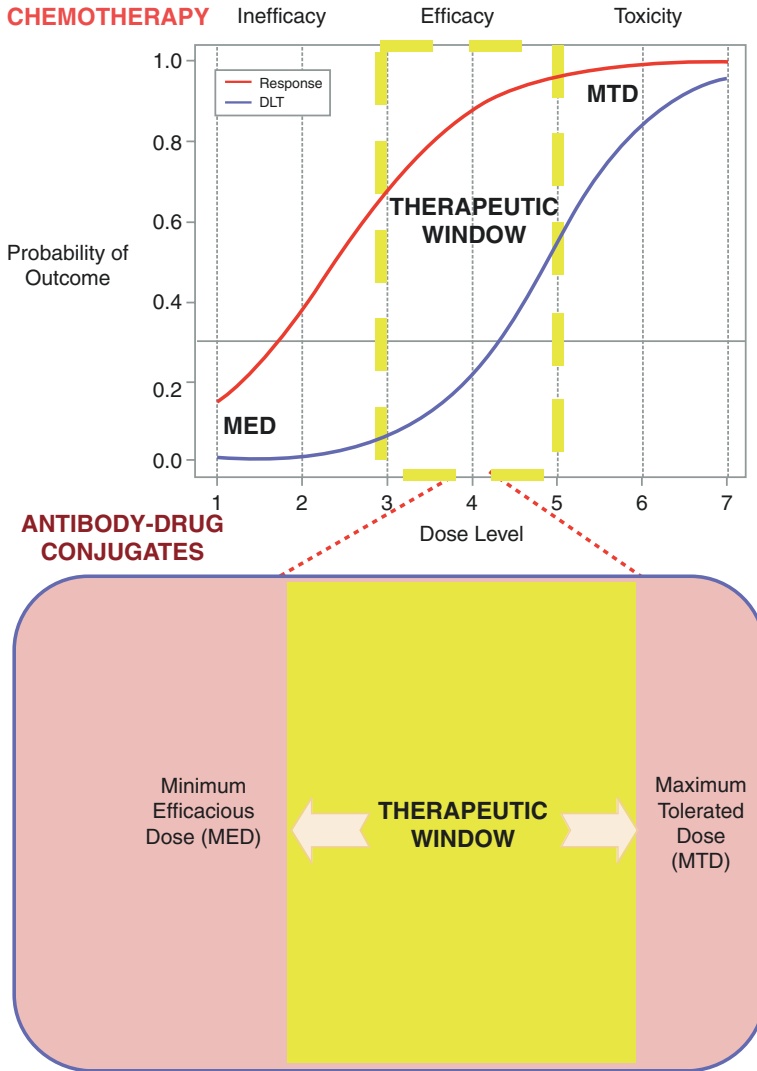 CHEMOTHERAPY
Inefficacy
Efficacy
Toxicity
1.0
0.8
0.6
0.4
0.2
0.0
Probability of
Outcome
Response
DLT
MTD
THERAPEUTIC
WINDOW
MED
1
2
3
4
5
6
7
Dose Level
ANTIBODY-DRUG
CONJUGATES
Minimum
Efficacious
Dose (MED)
THERAPEUTIC
WINDOW
Maximum
Tolerated
Dose
(MTD)